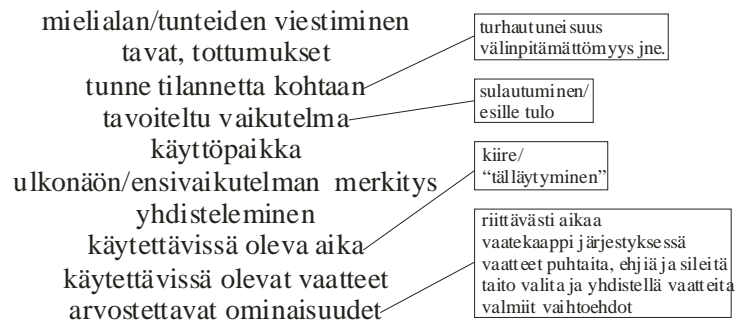 mielialan/tunteiden viestiminen
tavat, tottumukset
tunne tilannetta kohtaan
tavoiteltu vaikutelma
käyttöpaikka
ulkonäön/ensivaikutelman merkitys
yhdisteleminen
käytettävissä oleva aika
käytettävissä olevat vaatteet
arvostettavat ominaisuudet
turhautuneisuus
välinpitämättömyys jne.
sulautuminen/
esille tulo
kiire/
“tälläytyminen”
riittävästi aikaa
vaatekaappi järjestyksessä
vaatteet puhtaita, ehjiä ja sileitä
taito valita ja yhdistellä vaatteita
valmiit vaihtoehdot